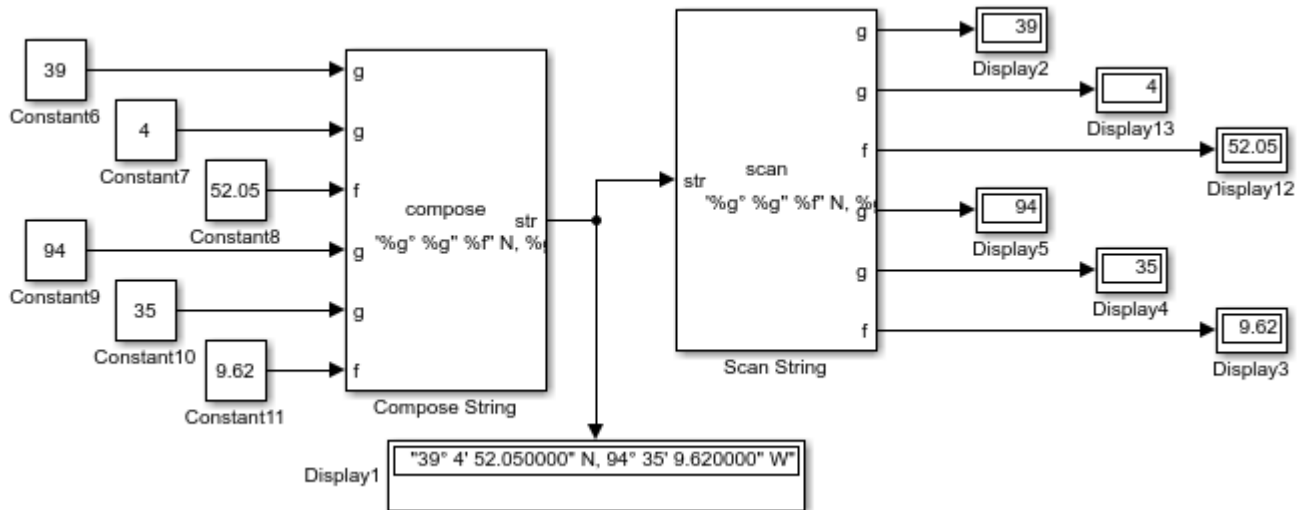 39
Constant6
4
Constant7
52.05
Constant8
94
Constant9
35
Constant10
9.62
Constant11
g
g
f
g
g
f
compose
"%g° %g" %f" N, %g
str
Compose String
"39° 4' 52.050000" N, 94° 35' 9.620000" W"
Display1
str
scan
"%g° %g" %f" N, %g
g
g
f
g
g
f
Scan String
39
Display2
4
Display13
52.05
Display12
94
Display5
35
Display4
9.62
Display3